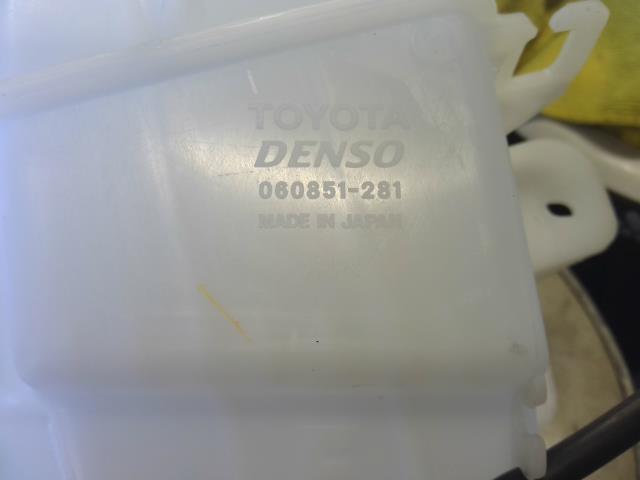 TOYOTA
DENSO
060851-281
MADE IN JAPAN